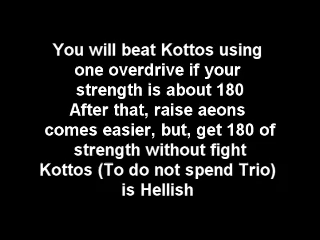 You will beat Kottos using
one overdrive if your
strength is about 180
After that, raise aeons
comes easier, but, get 180 of
strength without fight
Kottos (To do not spend Trio)
is Hellish